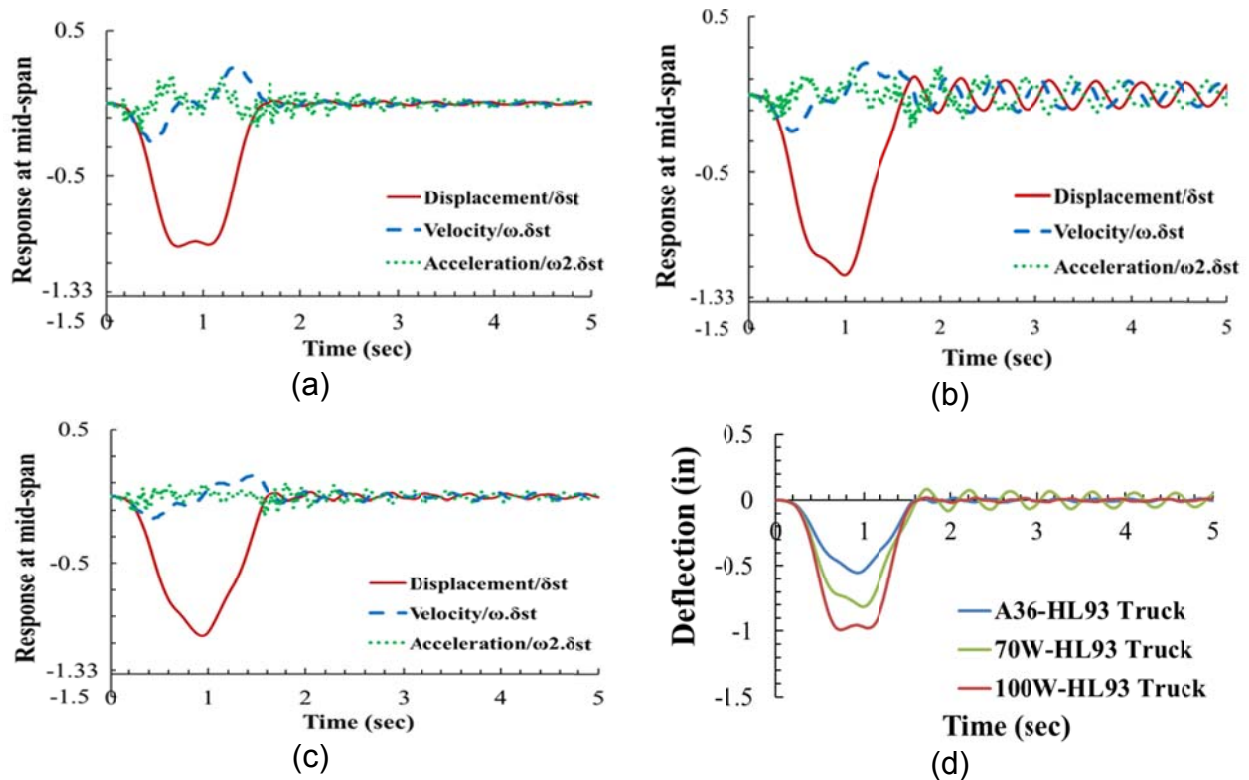 0.5
-0.5
-1.33
-1.5
Response at mid-span
Displacement/δst
Velocity/ω.δst
Acceleration/ω2.δst
0 1 2 3 4 5
Time (sec)
(a)
-0.5
-0.5
-1.33
-1.5
Response at mid-span
Displacement/δst
Velocity/ω.δst
Acceleration/ω2.δst
0 1 2 3 4 5
Time (sec)
(b)
0.5
-0.5
-1.33
-1.5
Response at mid-span
Displacement/δst
Velocity/ω.δst
Acceleration/ω2.δst
0 1 2 3 4 5
Time (sec)
(c)
0.5
0
-0.5
-1
-1.5
Deflection (in)
0 1 2 3 4 5
A36-HL93 Truck
70W-HL93 Truck
100W-HL93 Truck
Time (sec)
(d)